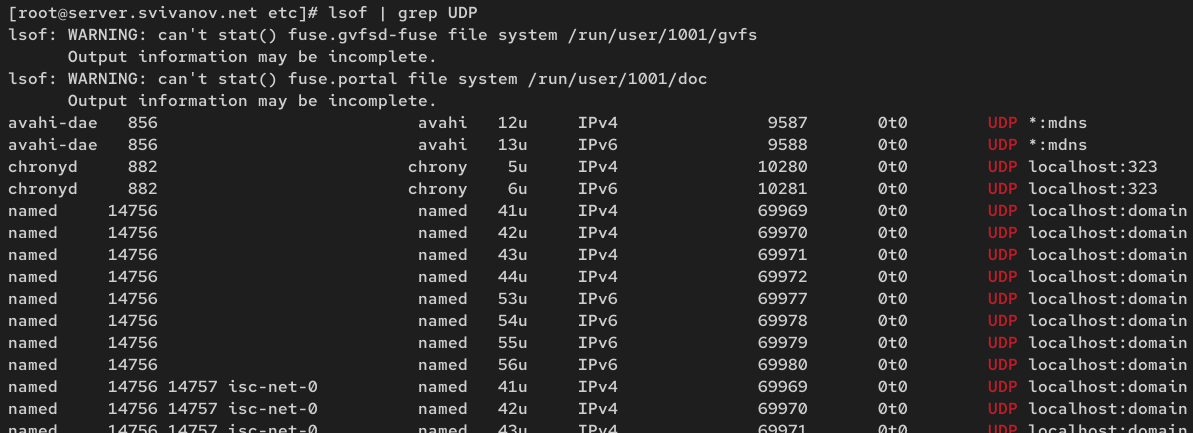 [root@server.svivanov.net etc]# lsof | grep UDP
lsof: WARNING: can't stat() fuse.gvfsd-fuse file system /run/user/1001/gvfs
      Output information may be incomplete.
lsof: WARNING: can't stat() fuse.portal file system /run/user/1001/doc
      Output information may be incomplete.
avahi-dae   856                          avahi   12u     IPv4               9587       0t0        UDP *:mdns
avahi-dae   856                          avahi   13u     IPv6               9588       0t0        UDP *:mdns
chronyd     882                         chrony    5u     IPv4              10280       0t0        UDP localhost:323
chronyd     882                         chrony    6u     IPv6              10281       0t0        UDP localhost:323
named     14756                          named   41u     IPv4              69969       0t0        UDP localhost:domain
named     14756                          named   42u     IPv4              69970       0t0        UDP localhost:domain
named     14756                          named   43u     IPv4              69971       0t0        UDP localhost:domain
named     14756                          named   44u     IPv4              69972       0t0        UDP localhost:domain
named     14756                          named   53u     IPv6              69977       0t0        UDP localhost:domain
named     14756                          named   54u     IPv6              69978       0t0        UDP localhost:domain
named     14756                          named   55u     IPv6              69979       0t0        UDP localhost:domain
named     14756                          named   56u     IPv6              69980       0t0        UDP localhost:domain
named     14756 14757 isc-net-0          named   41u     IPv4              69969       0t0        UDP localhost:domain
named     14756 14757 isc-net-0          named   42u     IPv4              69970       0t0        UDP localhost:domain
named     14756 14757 isc-net-0          named   43u     IPv4              69971       0t0        UDP localhost:domain